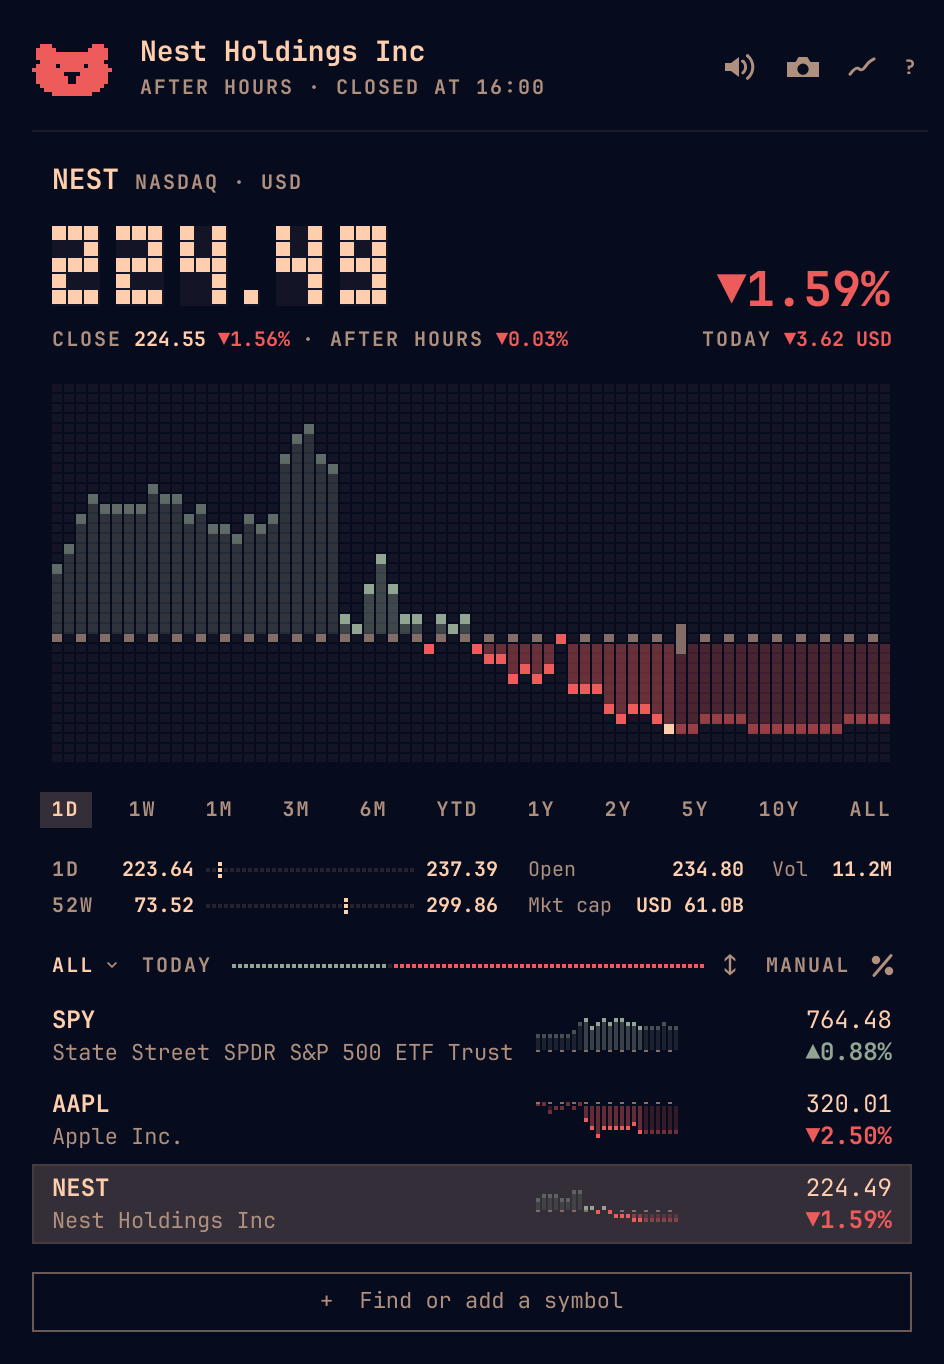 Nest Holdings Inc
AFTER HOURS · CLOSED AT 16:00
?
NEST NASDAQ · USD
224.49
▼1.59%
CLOSE 224.55 ▼1.56% · AFTER HOURS ▼0.03%
TODAY ▼3.62 USD
1D 1W 1M 3M 6M YTD 1Y 2Y 5Y 10Y ALL
1D 223.64 237.39 Open 234.80 Vol 11.2M
52W 73.52 299.86 Mkt cap USD 61.0B
ALL TODAY MANUAL %
SPY 764.48
State Street SPDR S&P 500 ETF Trust ▲0.88%
AAPL 320.01
Apple Inc. ▼2.50%
NEST 224.49
Nest Holdings Inc ▼1.59%
+ Find or add a symbol